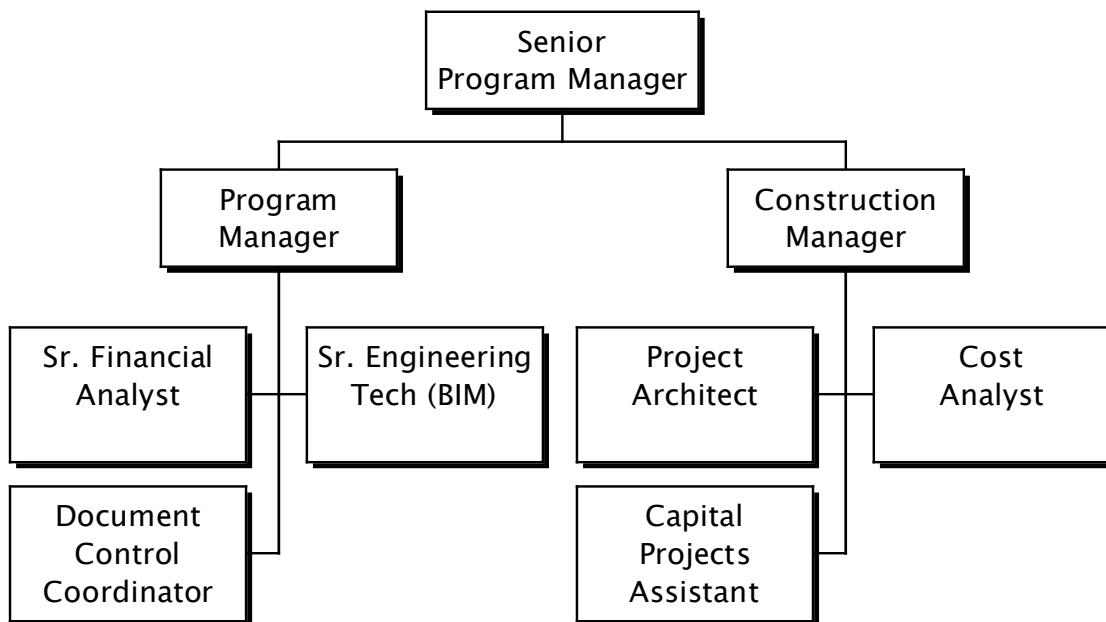 Senior
Program Manager
Program
Manager
Construction
Manager
Sr. Financial
Analyst
Sr. Engineering
Tech (BIM)
Project
Architect
Cost
Analyst
Document
Control
Coordinator
Capital
Projects
Assistant